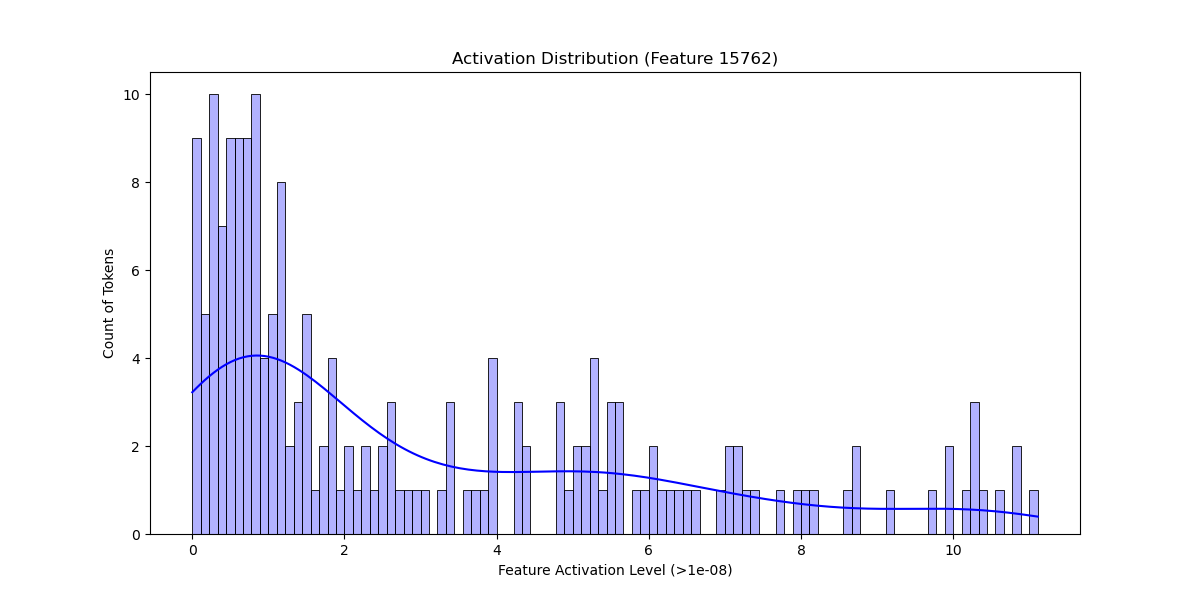 Activation Distribution (Feature 15762)
10
8
6
4
2
0
Count of Tokens
0 2 4 6 8 10
Feature Activation Level (>1e-08)